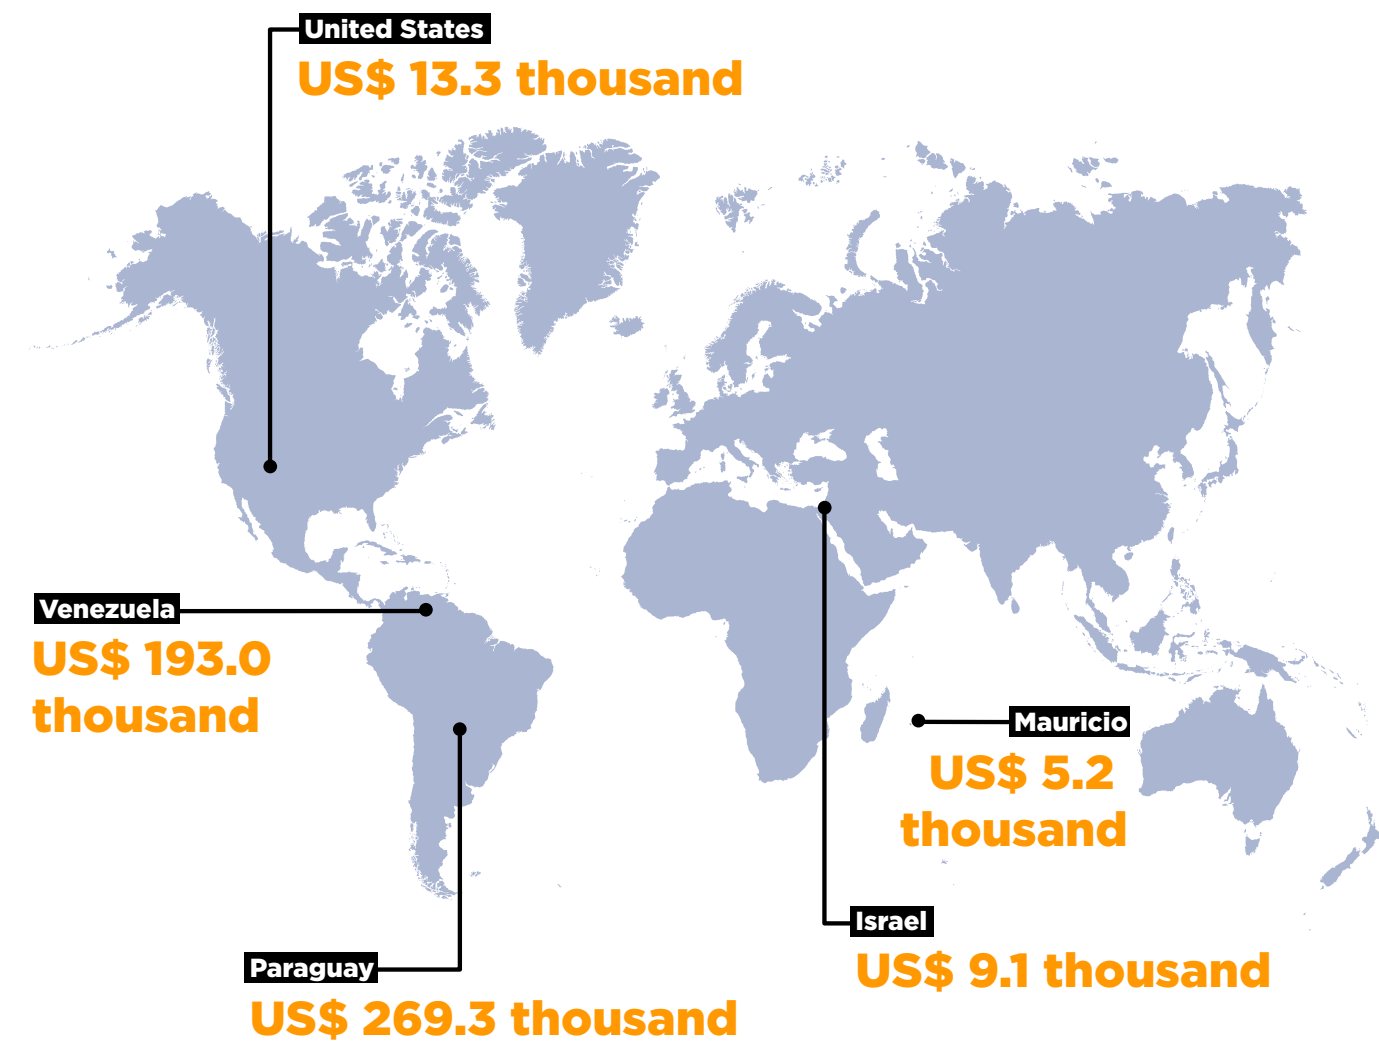 United States
US$ 13.3 thousand
Venezuela
US$ 193.0
thousand
Mauricio
US$ 5.2
thousand
Israel
US$ 9.1 thousand
Paraguay
US$ 269.3 thousand